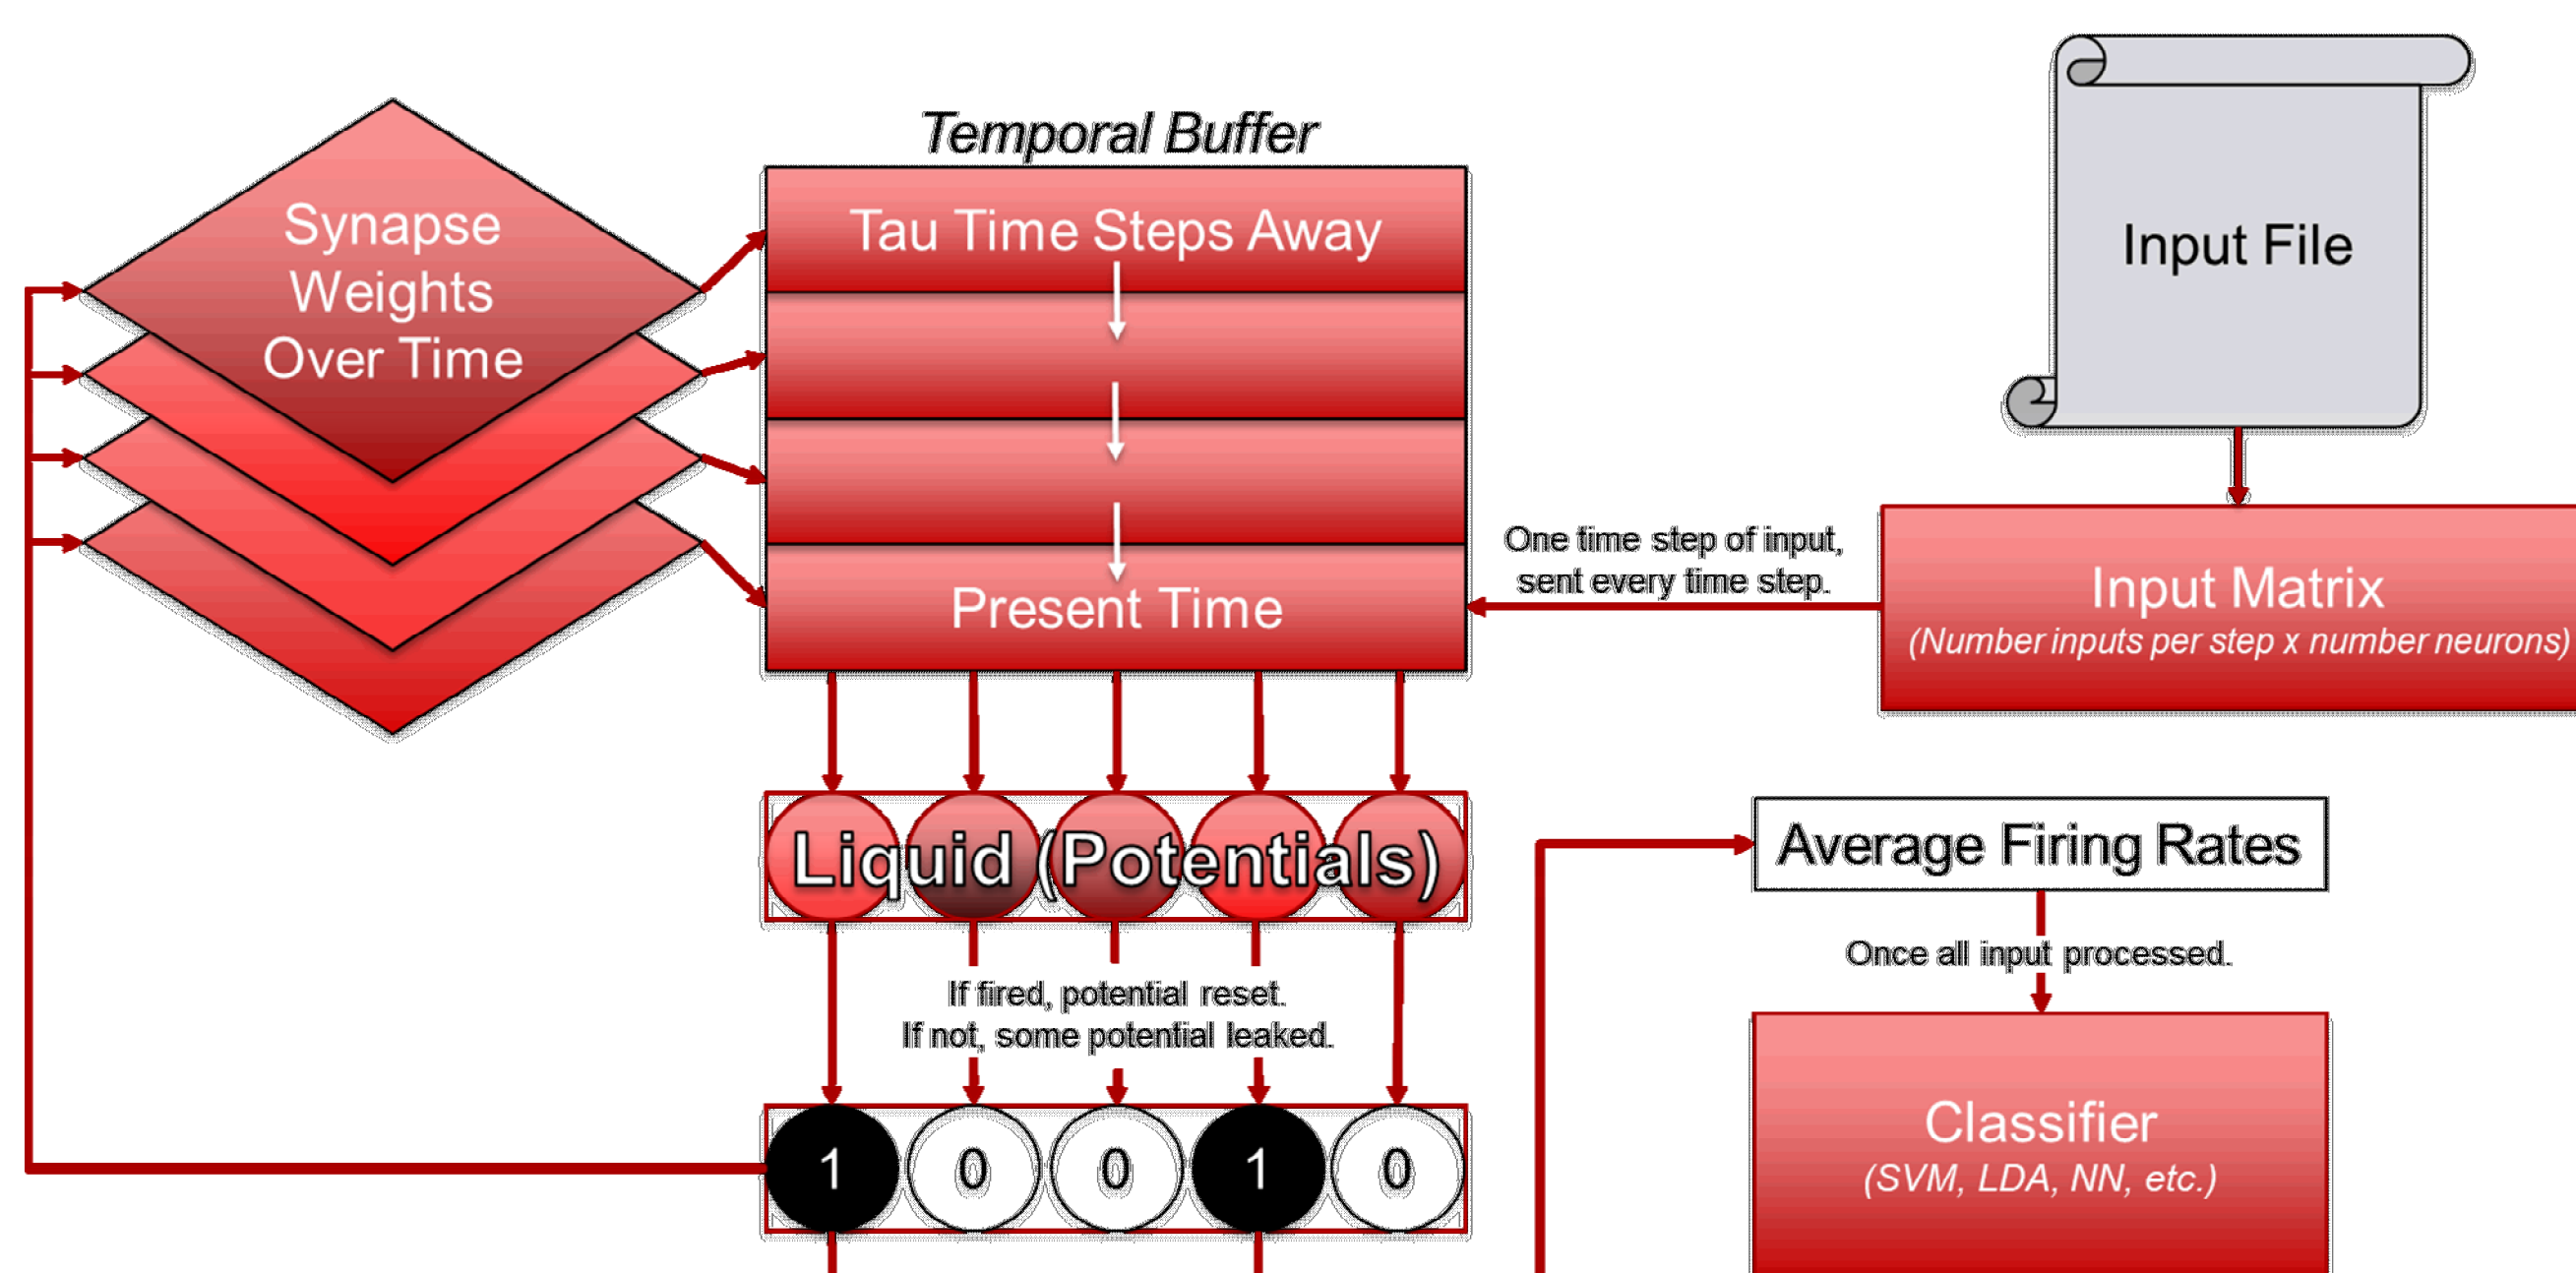 Temporal Buffer
Synapse
Weights
Over Time
Tau Time Steps Away
Present Time
Input File
One time step of input,
sent every time step.
Input Matrix
(Number inputs per step x number neurons)
Liquid (Potentials)
If fired, potential reset.
If not, some potential leaked.
1 0 0 1 0
Average Firing Rates
Once all input processed.
Classifier
(SVM, LDA, NN, etc.)